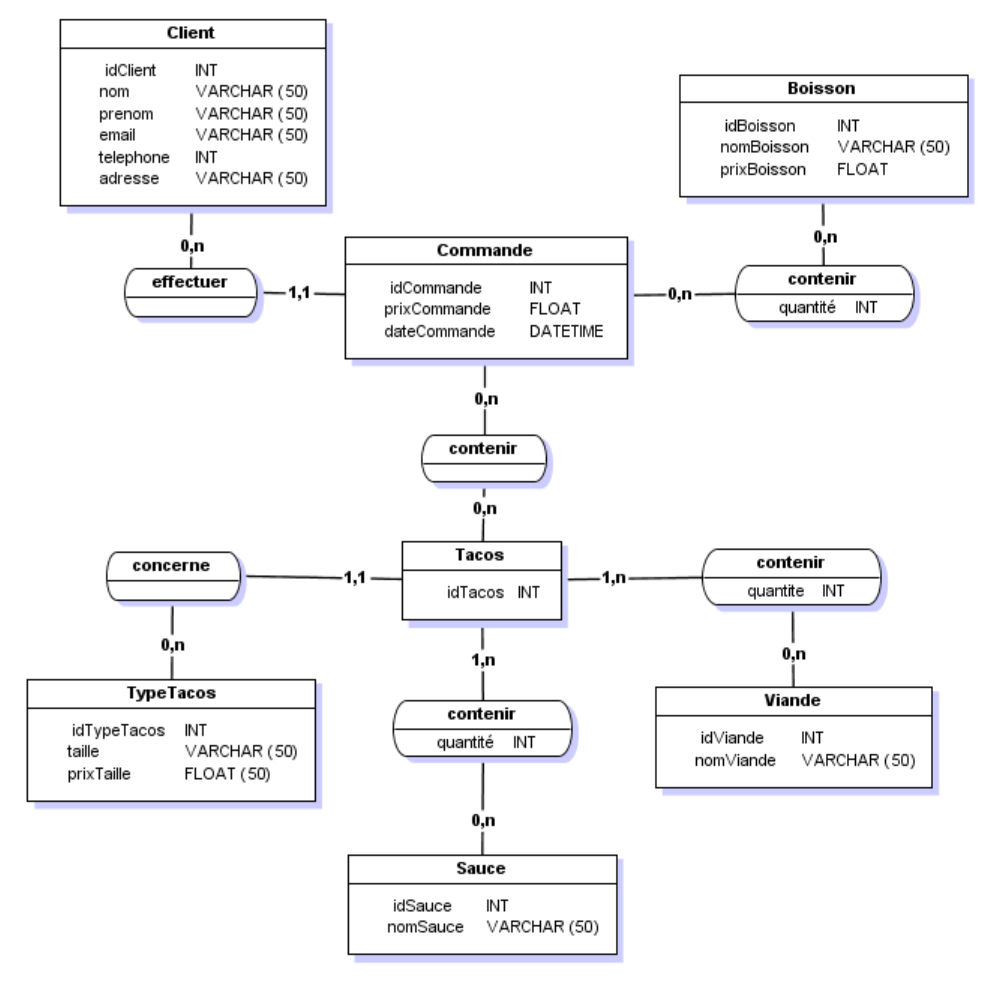 Client
idClient INT
nom VARCHAR (50)
prenom VARCHAR (50)
email VARCHAR (50)
telephone INT
adresse VARCHAR (50)
Boisson
idBoisson INT
nomBoisson VARCHAR (50)
prixBoisson FLOAT
0,n
0,n
effectuer
1,1
Commande
idCommande INT
prixCommande FLOAT
dateCommande DATETIME
0,n
contenir
quantité INT
0,n
contenir
0,n
concerne
1,1
Tacos
idTacos INT
1,n
contenir
quantite INT
0,n
1,n
0,n
TypeTacos
idTypeTacos INT
taille VARCHAR (50)
prixTaille FLOAT (50)
contenir
quantité INT
Viande
idViande INT
nomViande VARCHAR (50)
0,n
Sauce
idSauce INT
nomSauce VARCHAR (50)